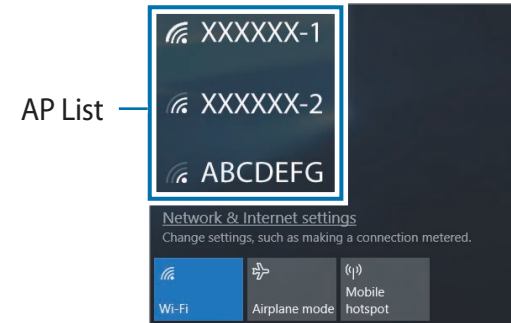 AP List
XXXXXX-1
XXXXXX-2
ABCDEFG
Network & Internet settings
Change settings, such as making a connection metered.
Wi-Fi
Airplane mode
Mobile
hotspot